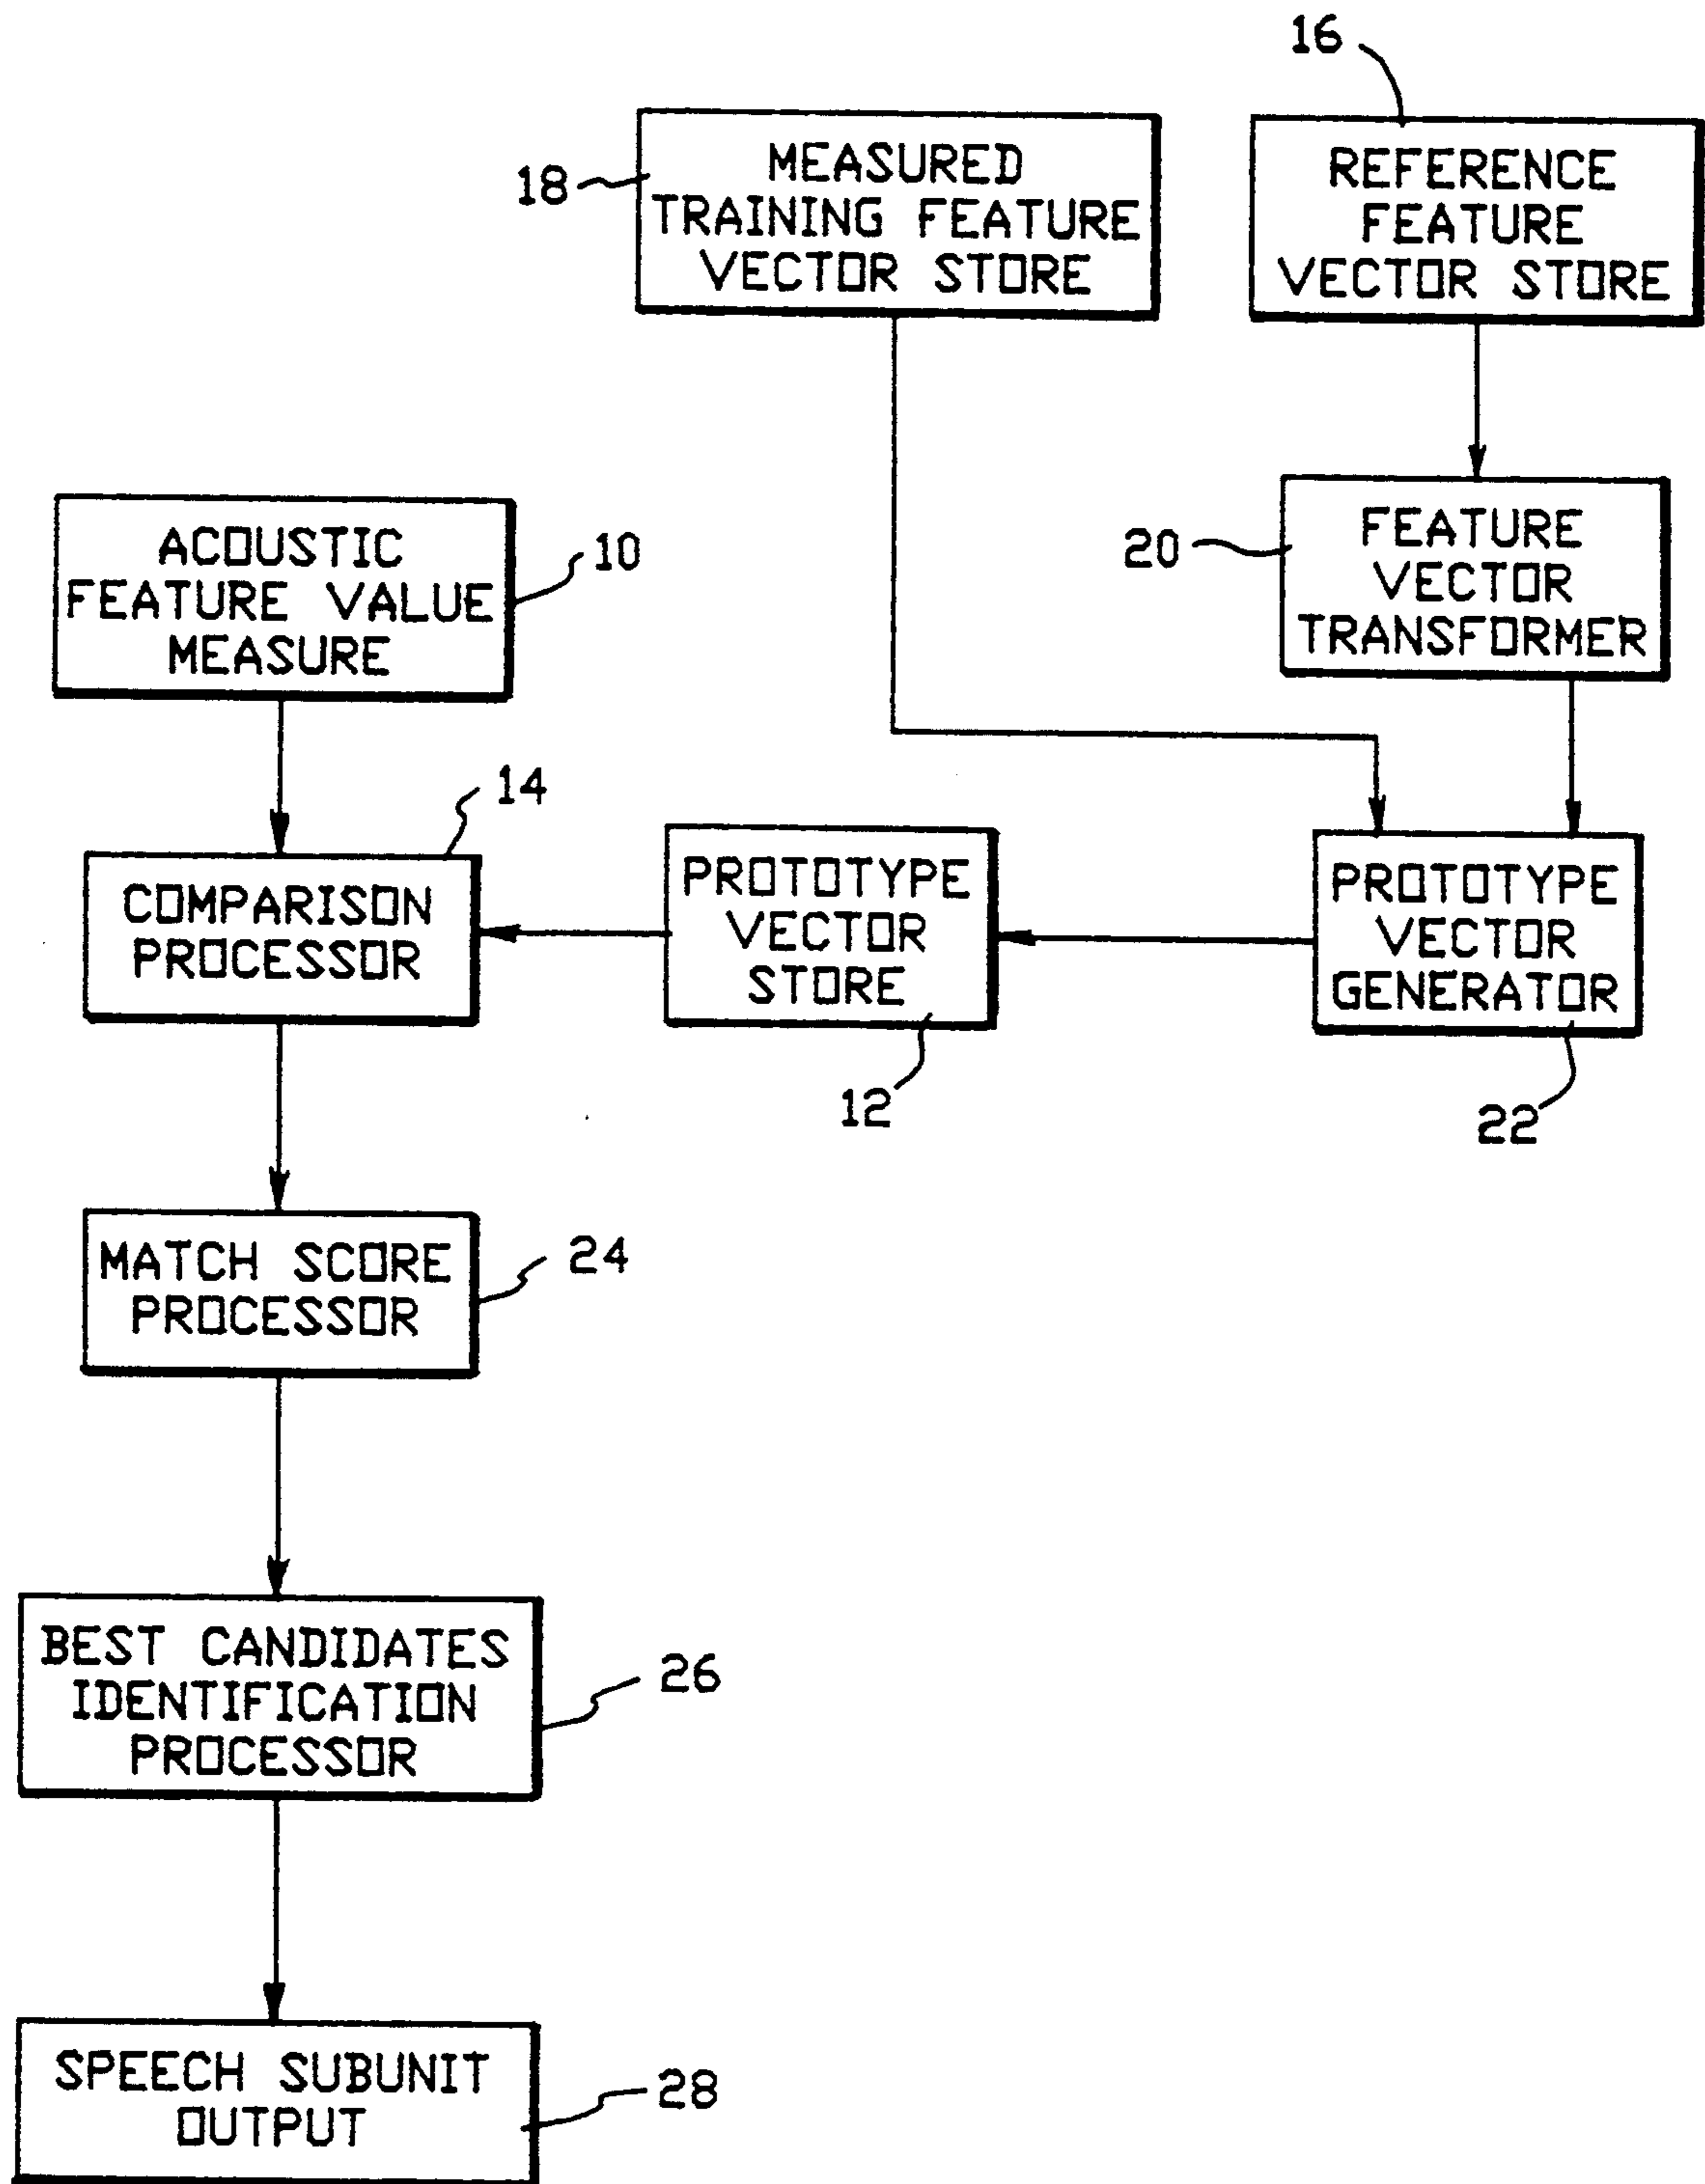 16
18
MEASURED
TRAINING FEATURE
VECTOR STORE
REFERENCE
FEATURE
VECTOR STORE
ACOUSTIC
FEATURE VALUE
MEASURE
10
20
FEATURE
VECTOR
TRANSFORMER
14
COMPARISON
PROCESSOR
PROTOTYPE
VECTOR
STORE
12
PROTOTYPE
VECTOR
GENERATOR
22
MATCH SCORE
PROCESSOR
24
BEST CANDIDATES
IDENTIFICATION
PROCESSOR
26
SPEECH SUBUNIT
OUTPUT
28